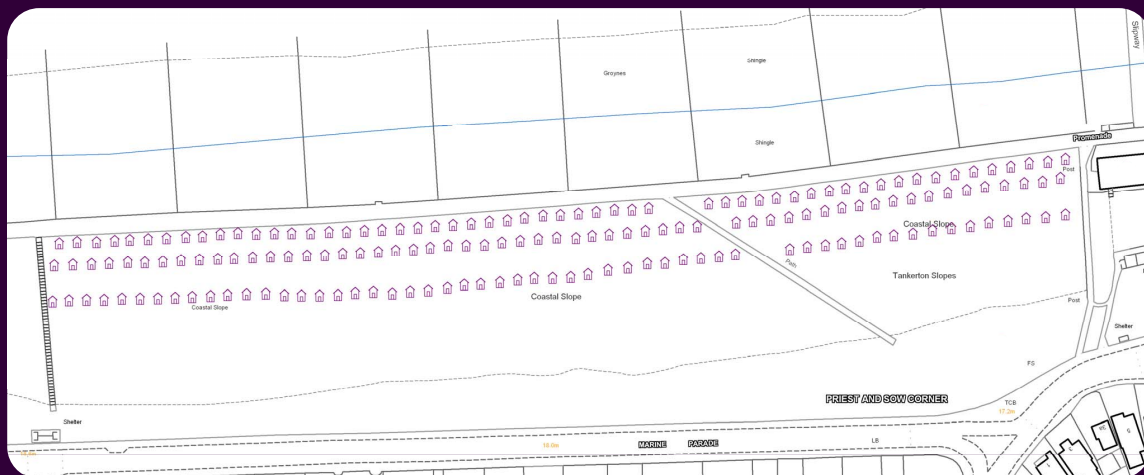 Slipway
Shingle
Groynes
Promenade
Shingle
Post
Coastal Slope
Path
Tankerton Slopes
Coastal Slope
Coastal Slope
Post
Shelter
FS
PRIEST AND SOW CORNER
TCB
17.2m
Shelter
LB
MARINE PARADE
16.0m